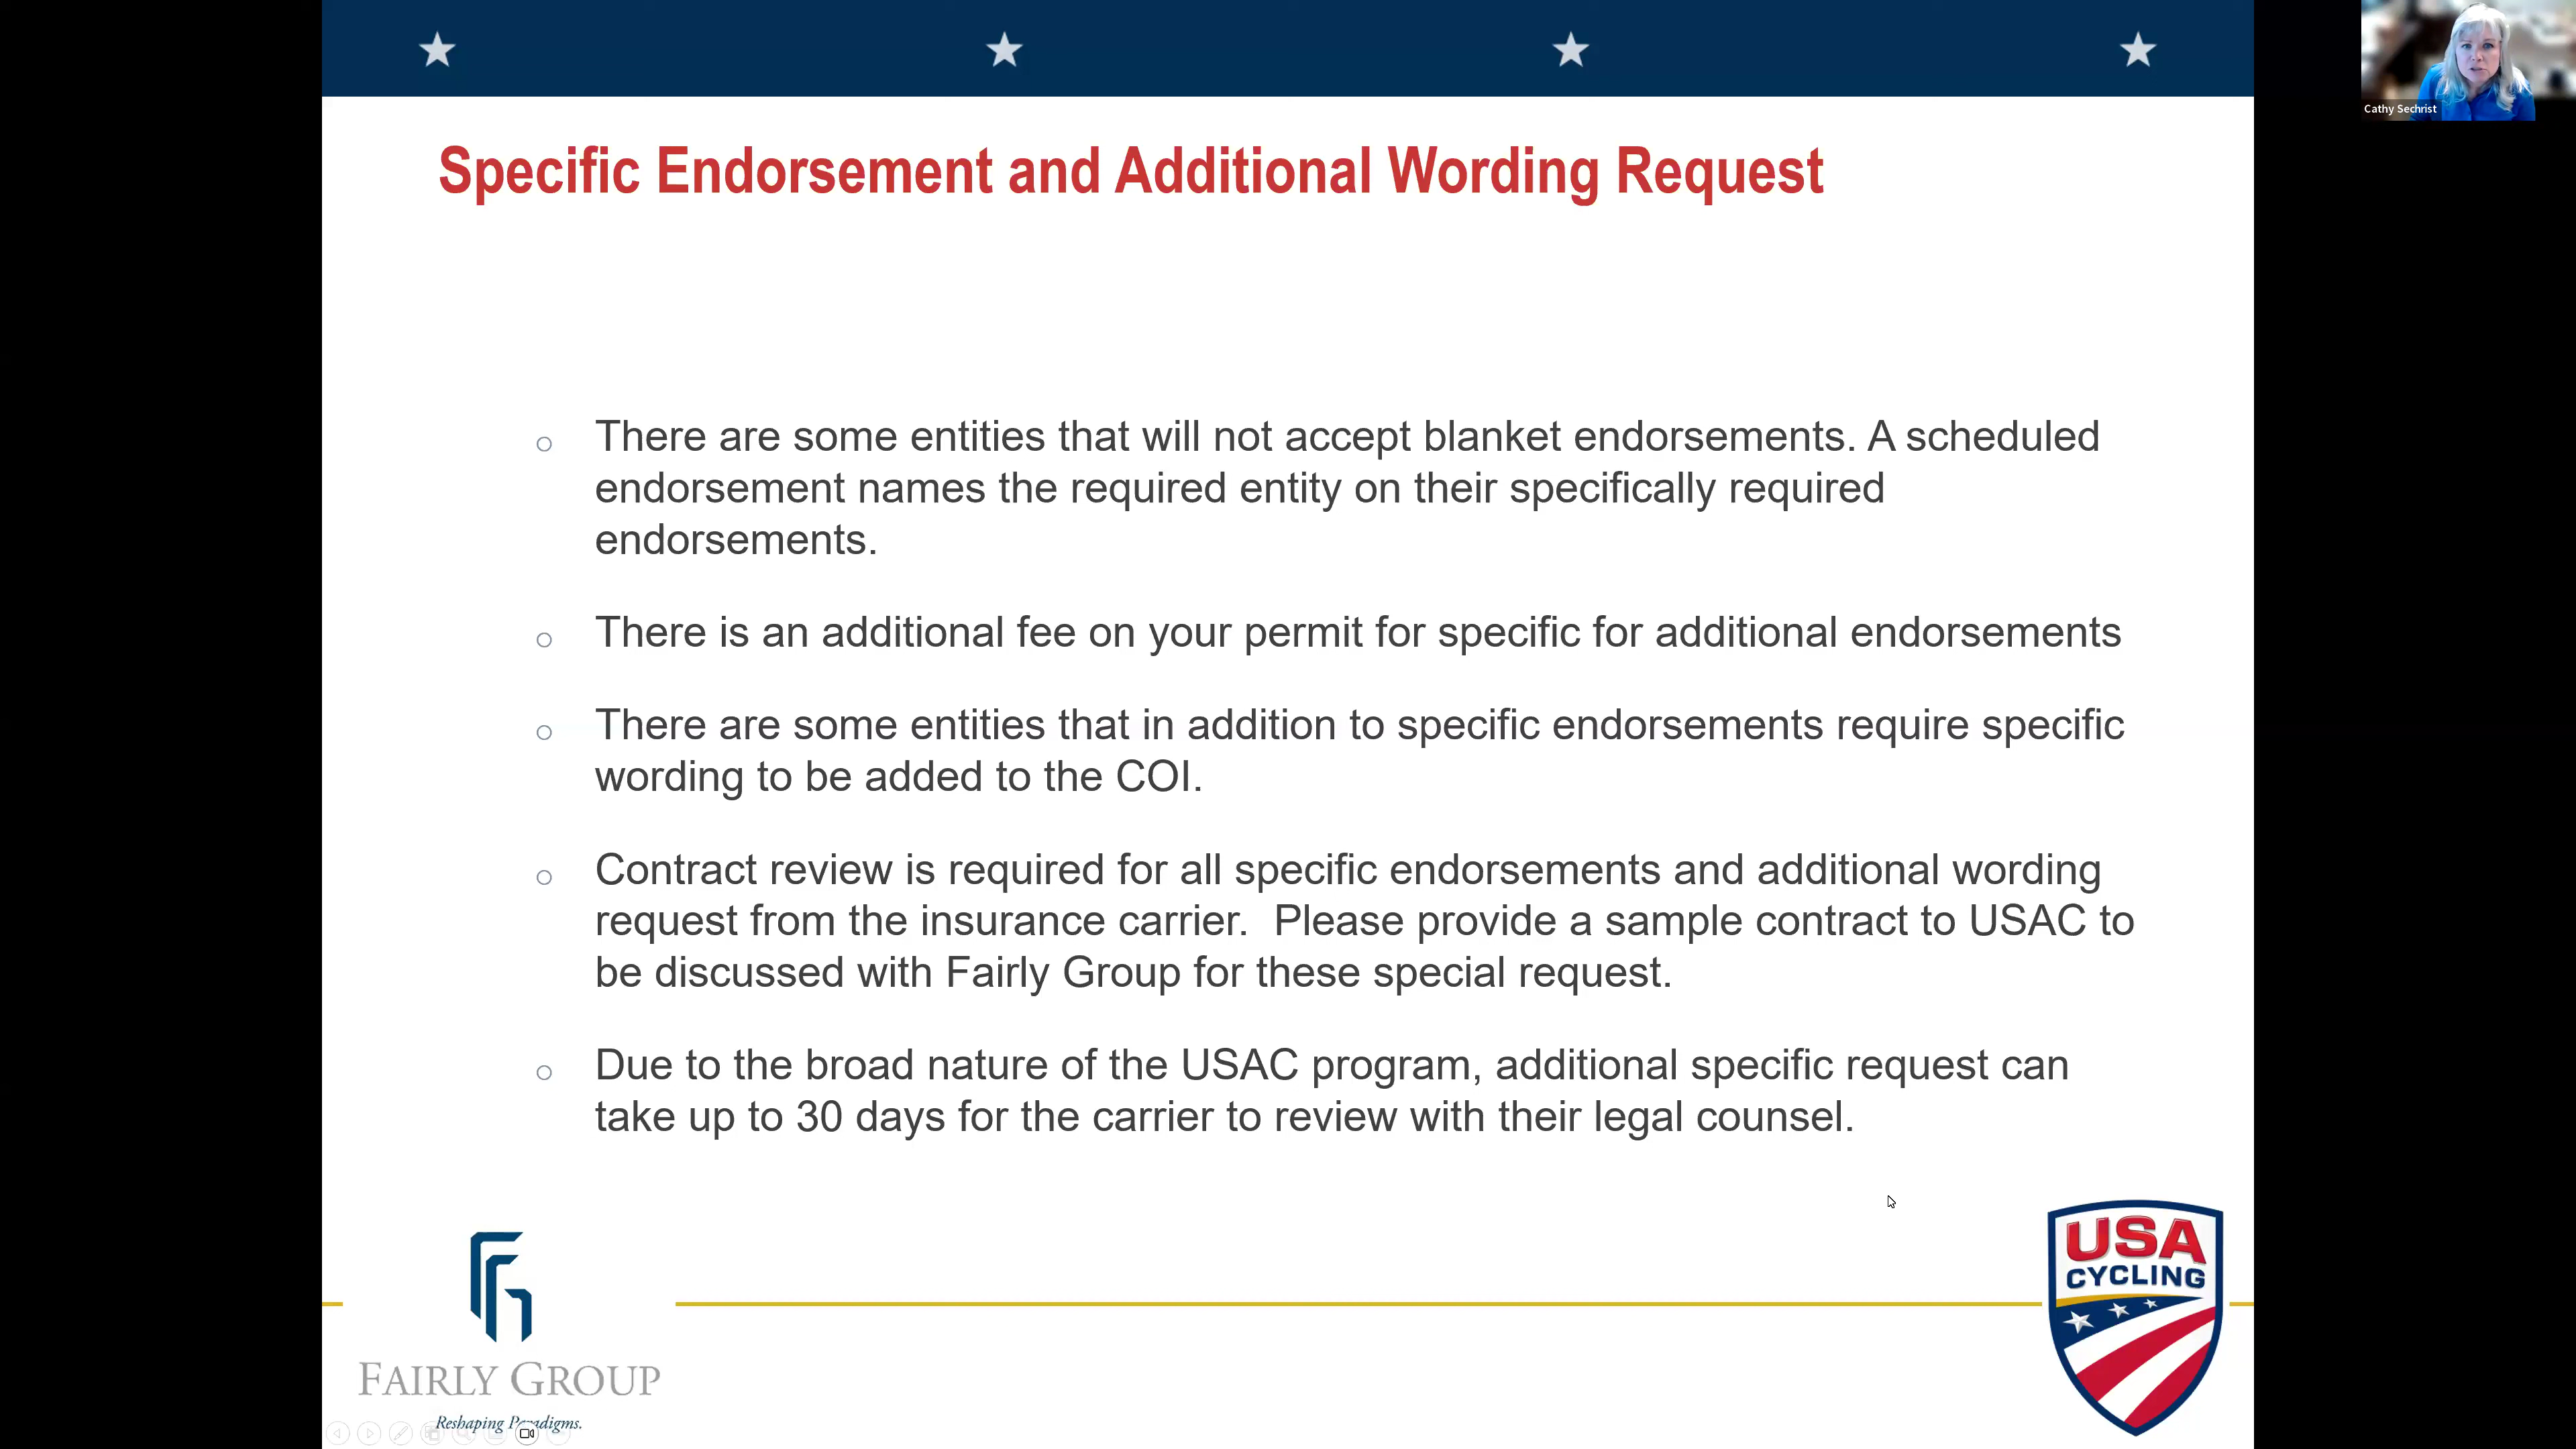 Cathy Sechrist
Specific Endorsement and Additional Wording Request
There are some entities that will not accept blanket endorsements. A scheduled
endorsement names the required entity on their specifically required
endorsements.
There is an additional fee on your permit for specific for additional endorsements
There are some entities that in addition to specific endorsements require specific
wording to be added to the COI.
Contract review is required for all specific endorsements and additional wording
request from the insurance carrier.  Please provide a sample contract to USAC to
be discussed with Fairly Group for these special request.
Due to the broad nature of the USAC program, additional specific request can
take up to 30 days for the carrier to review with their legal counsel.
FAIRLY GROUP
Reshaping Paradigms.
USA
CYCLING